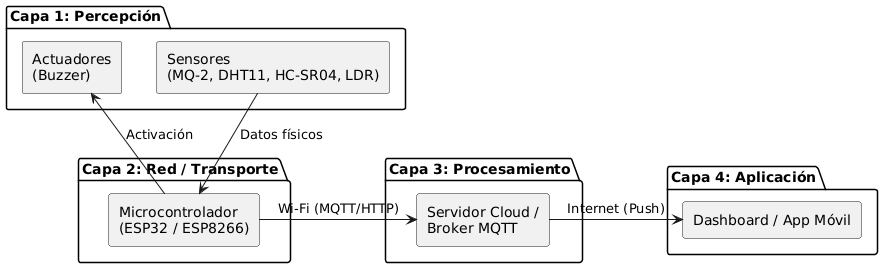 Capa 1: Percepción
Actuadores
(Buzzer)
Sensores
(MQ-2, DHT11, HC-SR04, LDR)
Activación
Datos físicos
Capa 2: Red / Transporte
Microcontrolador
(ESP32 / ESP8266)
Wi-Fi (MQTT/HTTP)
Capa 3: Procesamiento
Servidor Cloud /
Broker MQTT
Internet (Push)
Capa 4: Aplicación
Dashboard / App Móvil